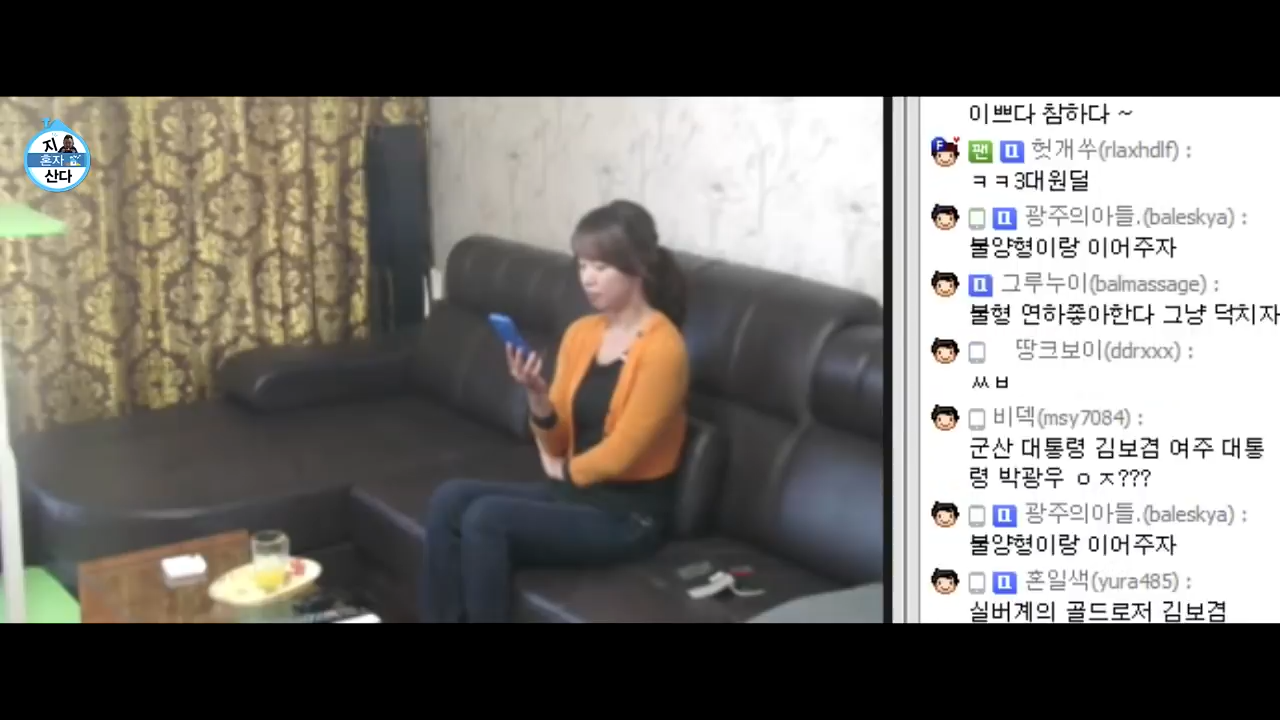 지
혼자
산다
이쁘다 참하다 ~
팬 헛개쑤(rlaxhdlf) :
ㅋㅋ3대원딜
광주의아들.(baleskya) :
불양형이랑 이어주자
그루누이(balmassage) :
불형 연하좋아한다 그냥 닥치자
땅크보이(ddrxxx) :
ㅆㅂ
비덱(msy7084) :
군산 대통령 김보겸 여주 대통
령 박광우 ㅇㅈ???
광주의아들.(baleskya) :
불양형이랑 이어주자
혼일색(yura485) :
실버계의 골드로저 김보겸